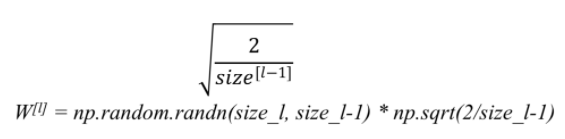 √(2 / size^[l-1])
W^[l] = np.random.randn(size_l, size_l-1) * np.sqrt(2/size_l-1)